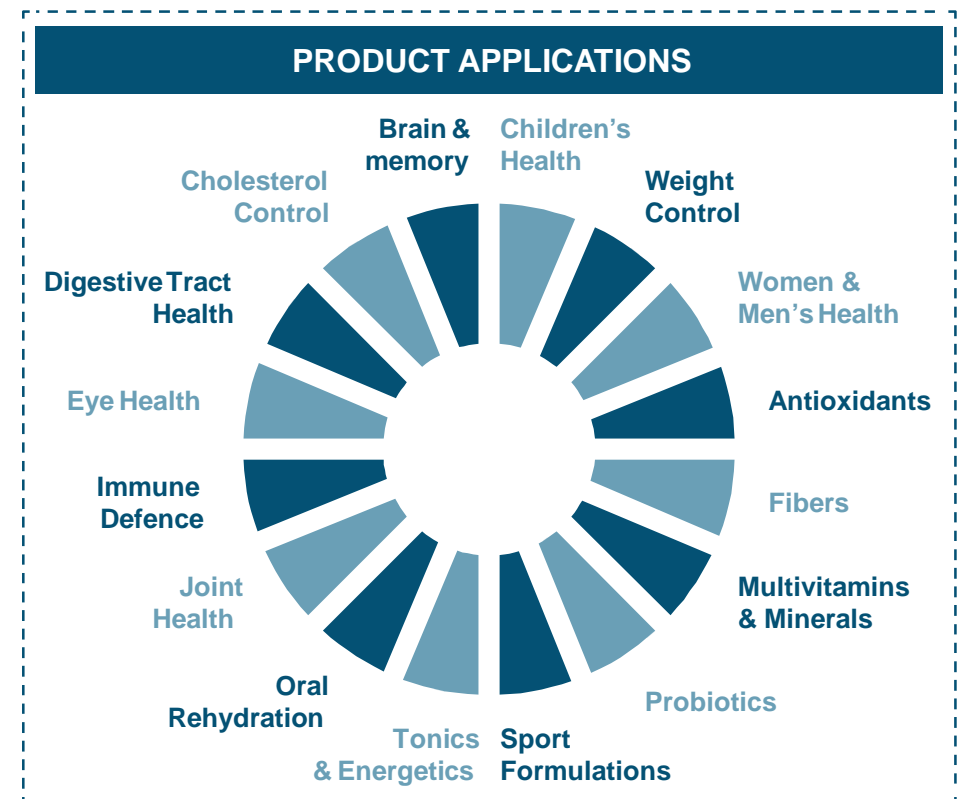 PRODUCT APPLICATIONS
Brain &
memory
Children’s
Health
Weight
Control
Women &
Men’s Health
Antioxidants
Fibers
Multivitamins
& Minerals
Probiotics
Sport
Formulations
Tonics
& Energetics
Oral
Rehydration
Joint
Health
Immune
Defence
Eye Health
Digestive Tract
Health
Cholesterol
Control